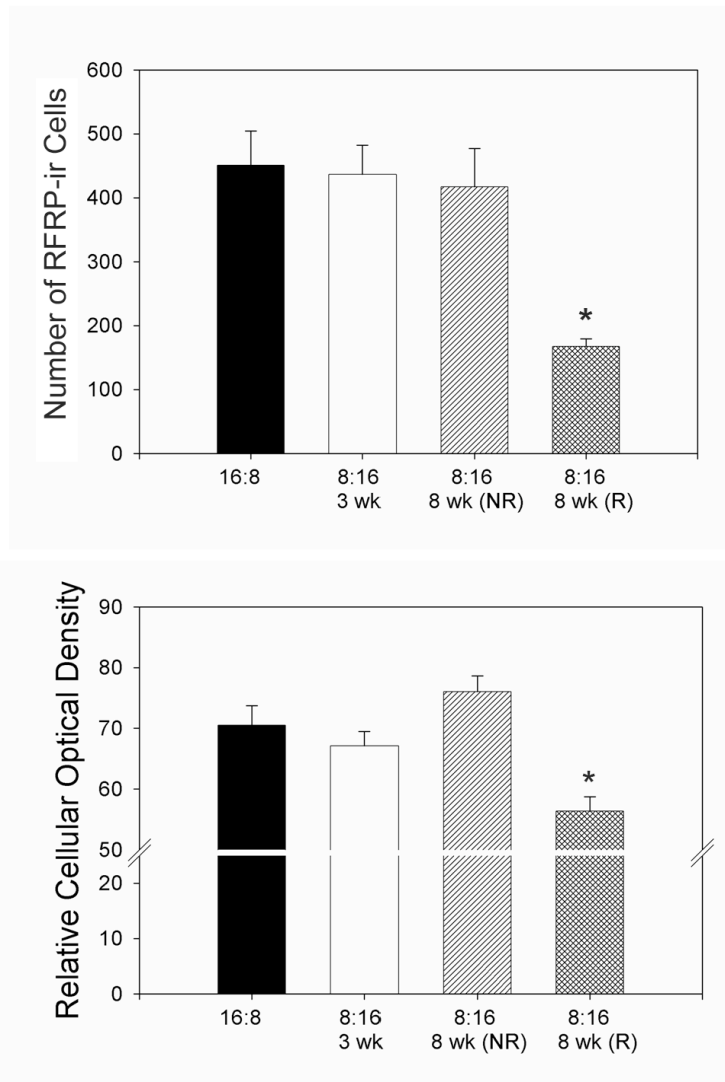 Number of RFRP-ir Cells
600
500
400
300
200
100
0
*
16:8 8:16 8:16 8:16
3 wk 8 wk (NR) 8 wk (R)
Relative Cellular Optical Density
90
80
70
60
50
20
10
0
*
16:8 8:16 8:16 8:16
3 wk 8 wk (NR) 8 wk (R)